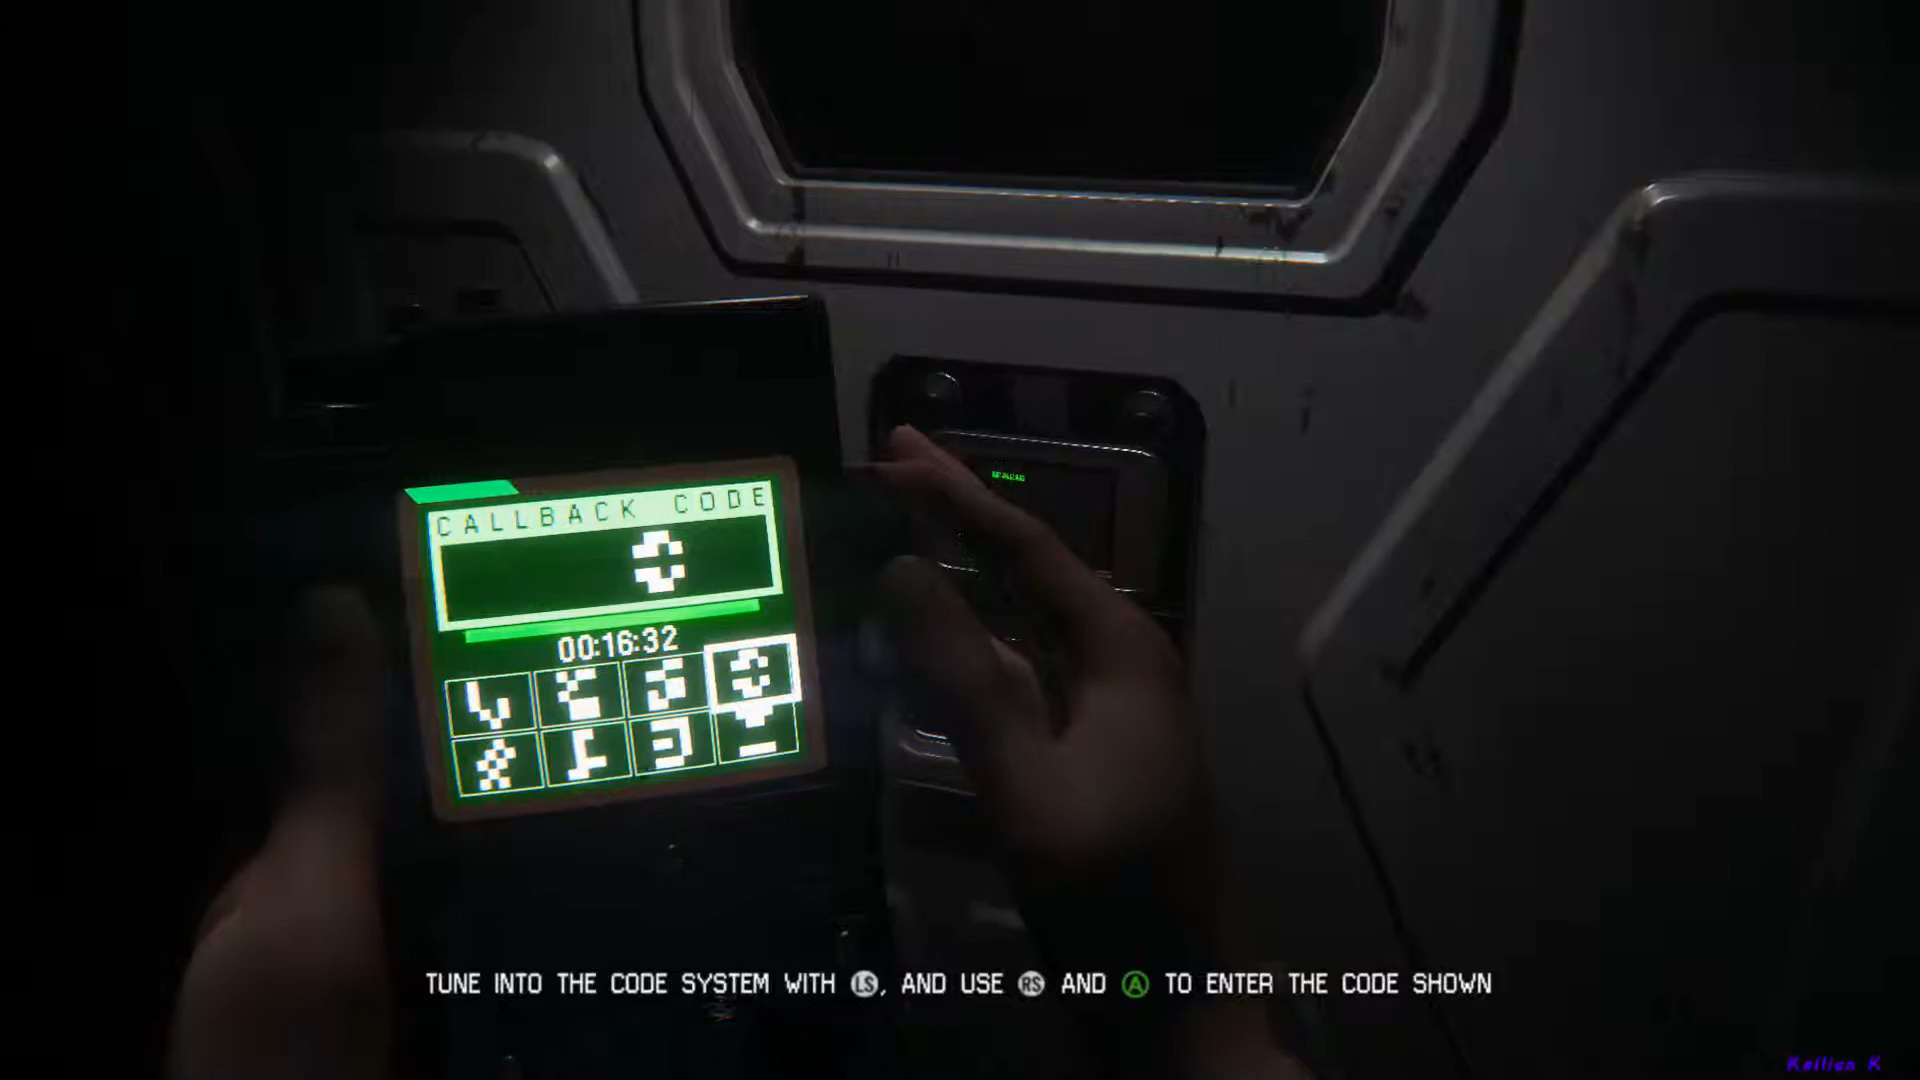 CALLBACK CODE
00:16:32
TUNE INTO THE CODE SYSTEM WITH LS, AND USE RS AND A TO ENTER THE CODE SHOWN
Kellian K